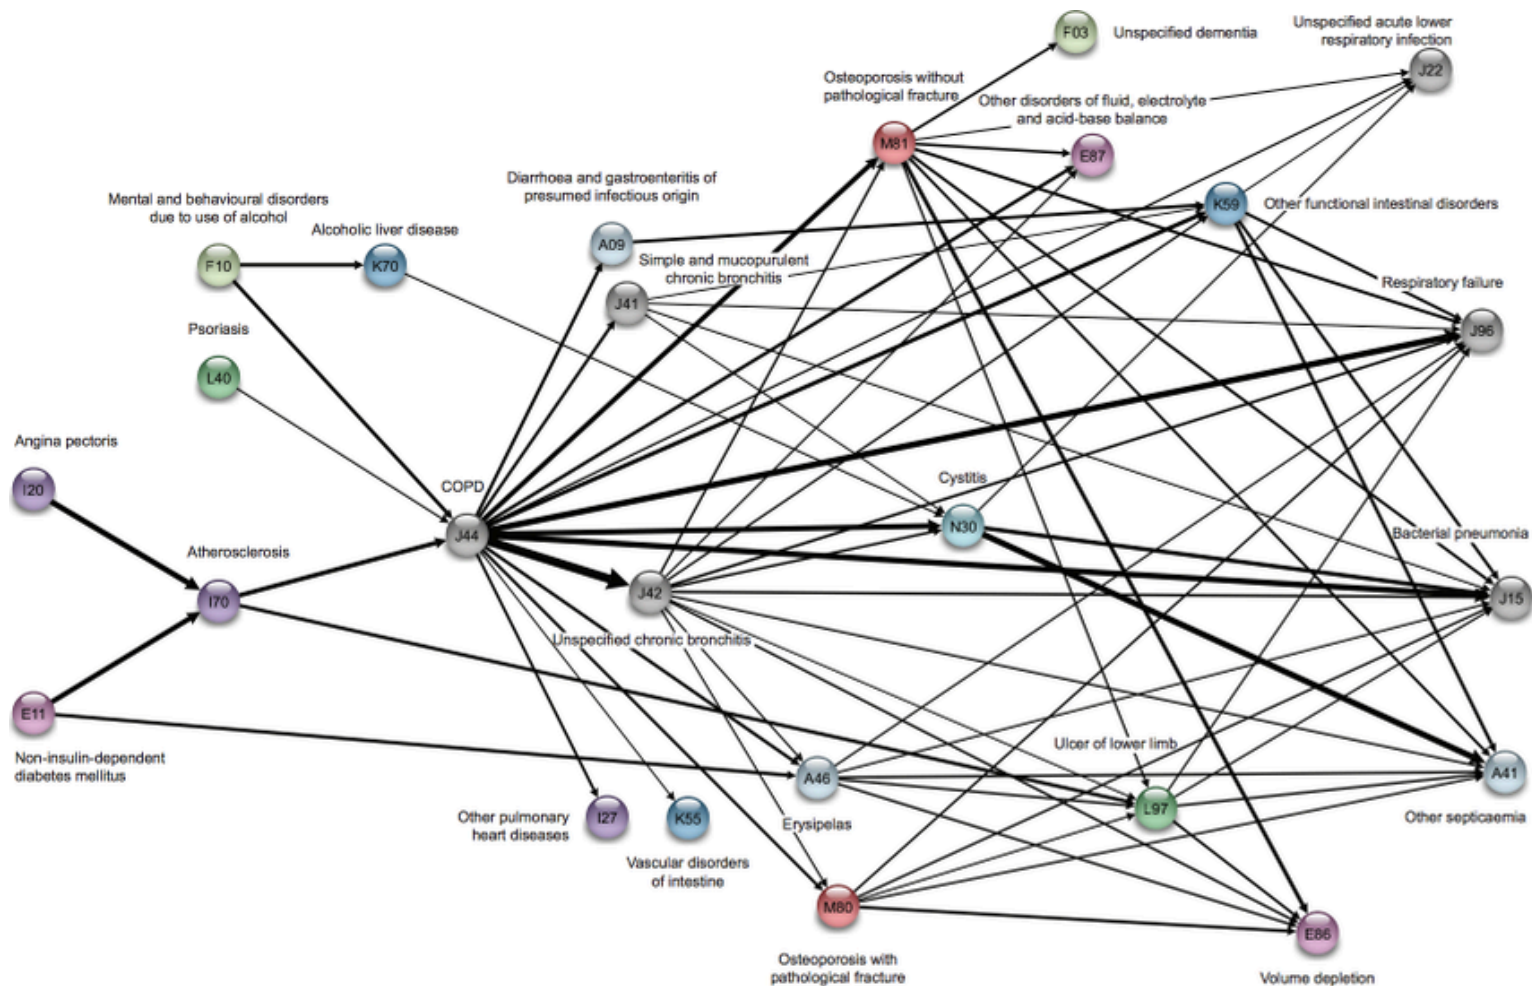 F03
Unspecified dementia
Unspecified acute lower
respiratory infection
J22
Osteoporosis without
pathological fracture
Other disorders of fluid, electrolyte
and acid-base balance
M81
E87
Diarrhoea and gastroenteritis of
presumed infectious origin
Mental and behavioural disorders
due to use of alcohol
Alcoholic liver disease
K59
Other functional intestinal disorders
A09
F10
K70
Simple and mucopurulent
chronic bronchitis
J41
Respiratory failure
J96
Psoriasis
L40
Angina pectoris
I20
COPD
Cystitis
J44
N30
Bacterial pneumonia
Atherosclerosis
I70
J42
J15
Unspecified chronic bronchitis
E11
Non-insulin-dependent
diabetes mellitus
Ulcer of lower limb
A46
A41
Other septicaemia
L97
Other pulmonary
heart diseases
I27
K55
Erysipelas
Vascular disorders
of intestine
M80
E86
Osteoporosis with
pathological fracture
Volume depletion